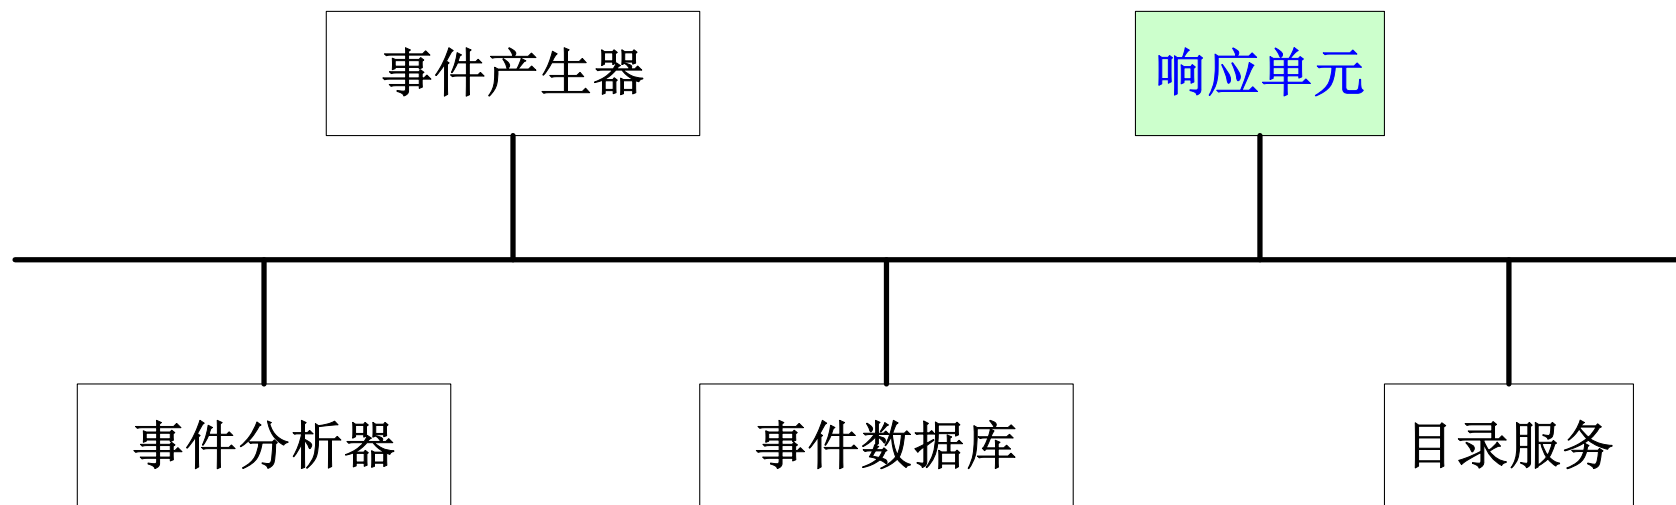 事件产生器
响应单元
事件分析器
事件数据库
目录服务